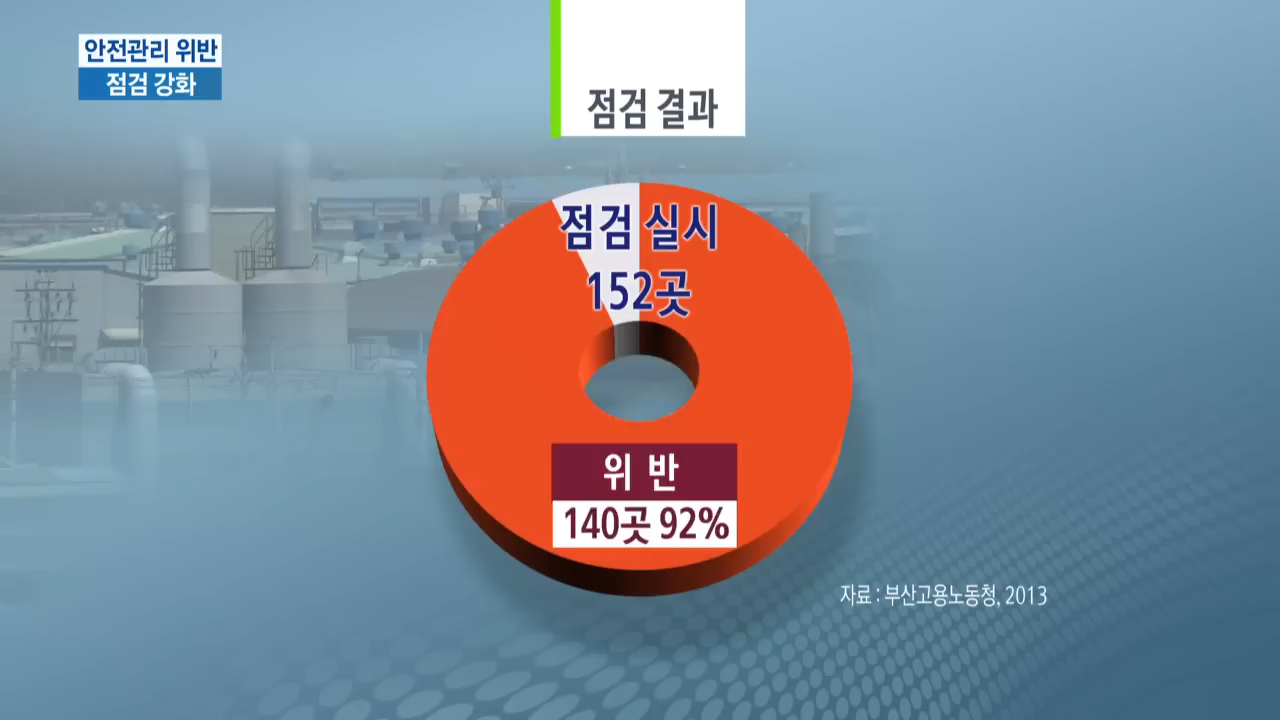 안전관리 위반
점검 강화
점검 결과
점검 실시
152곳
위 반
140곳 92%
자료 : 부산고용노동청, 2013